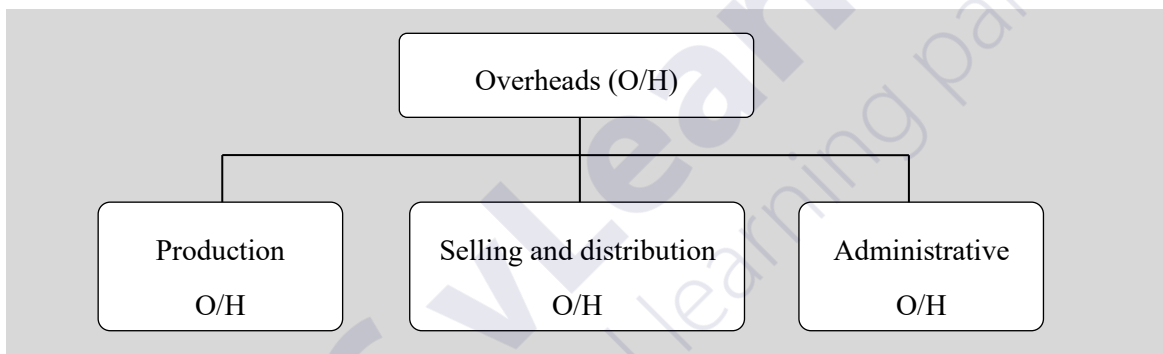 Overheads (O/H)
Production
O/H
Selling and distribution
O/H
Administrative
O/H